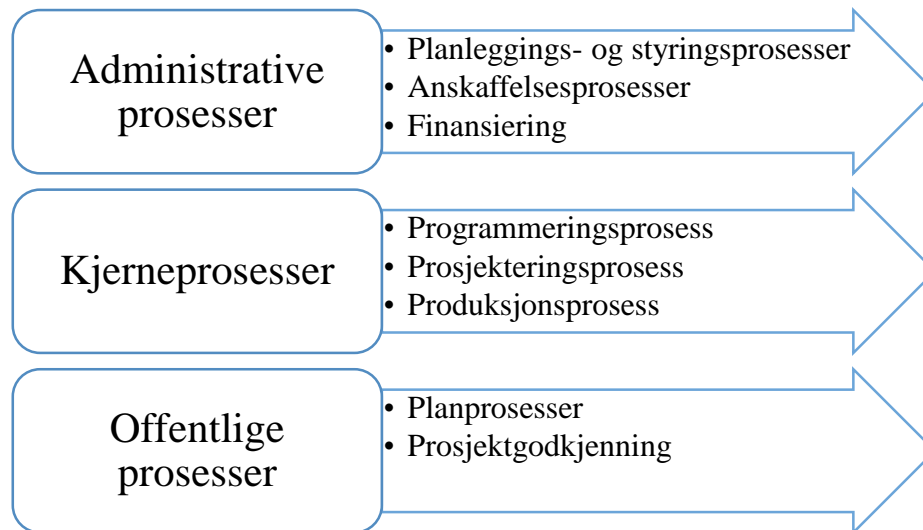 Administrative
prosesser
• Planleggings- og styringsprosesser
• Anskaffelsesprosesser
• Finansiering
Kjerneprosesser
• Programmeringsprosess
• Prosjekteringsprosess
• Produksjonsprosess
Offentlige
prosesser
• Planprosesser
• Prosjektgodkjenning